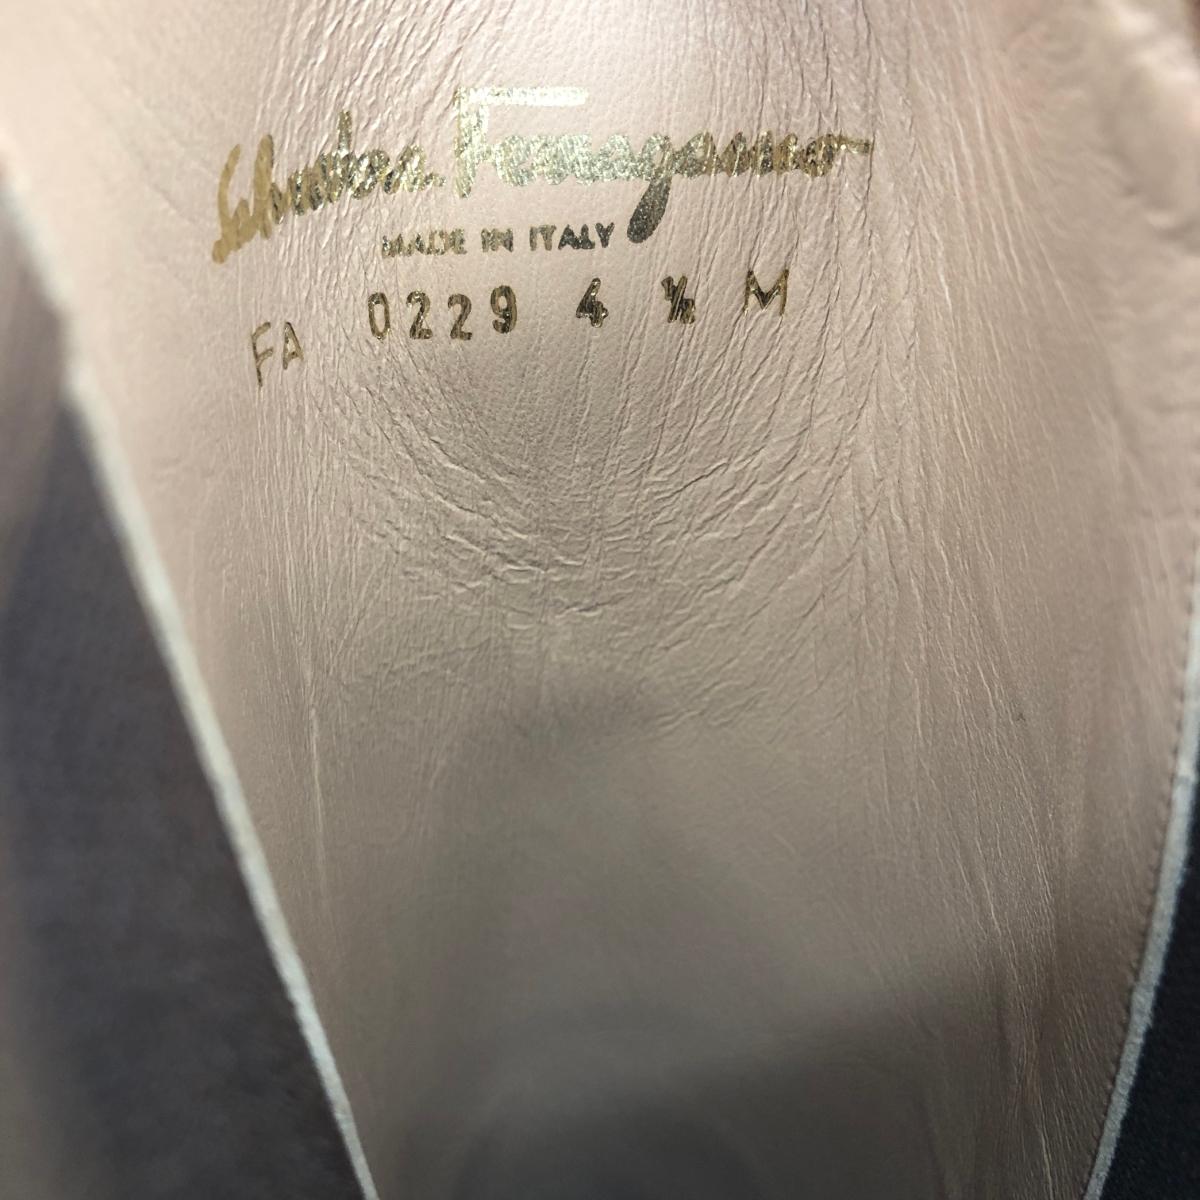 Salvatore Ferragamo
MADE IN ITALY
FA 0229 4 ½ M